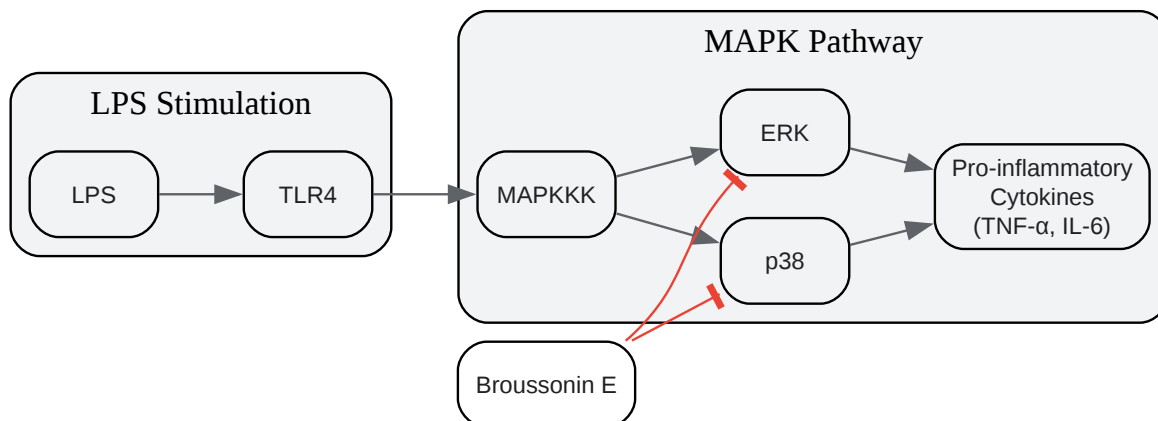 MAPK Pathway
LPS Stimulation
LPS
TLR4
MAPKKK
ERK
p38
Pro-inflammatory
Cytokines
(TNF-α, IL-6)
Broussonin E